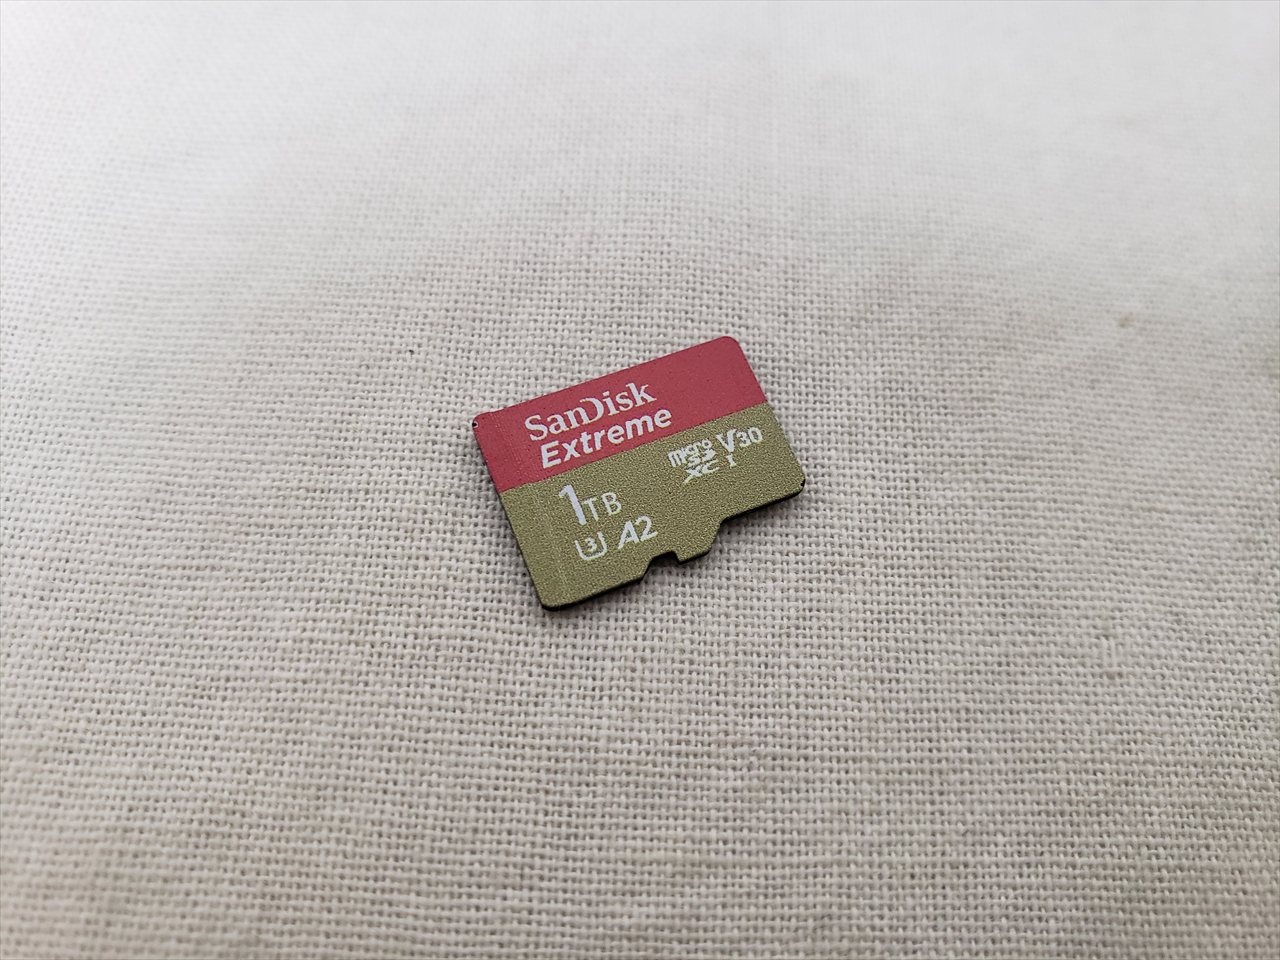 SanDisk
Extreme
micro SD XC I V30
1TB
U3 A2